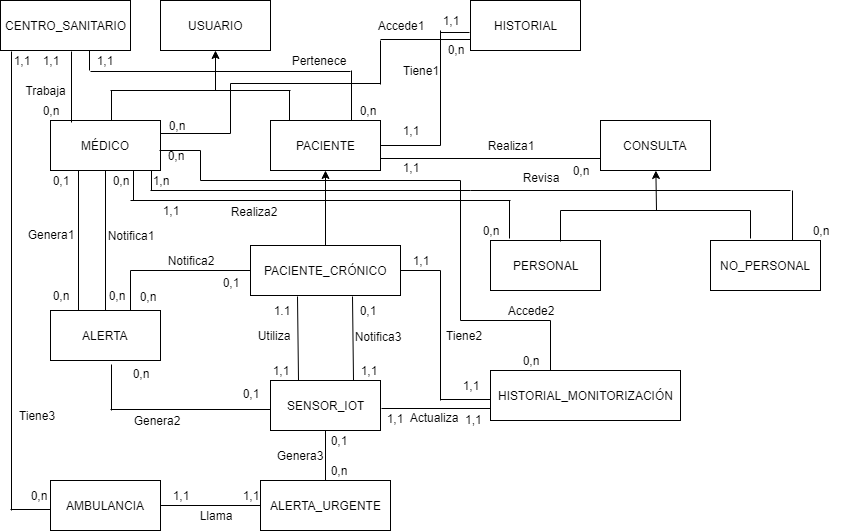 CENTRO_SANITARIO
USUARIO
HISTORIAL
Accede1
1,1
0,n
1,1
1,1
1,1
Pertenece
Tiene1
Trabaja
0,n
0,n
0,n
1,1
MÉDICO
PACIENTE
CONSULTA
Realiza1
0,n
1,1
0,n
Revisa
0,1
0,n
1,n
1,1
Realiza2
0,n
0,n
Genera1
Notifica1
Notifica2
0,1
1,1
PACIENTE_CRÓNICO
PERSONAL
NO_PERSONAL
0,n
0,n
0,n
1.1
0,1
Accede2
ALERTA
Utiliza
Notifica3
Tiene2
0,n
0,n
1,1
1,1
1,1
0,1
SENSOR_IOT
HISTORIAL_MONITORIZACIÓN
Tiene3
Genera2
1,1
Actualiza
1,1
0,1
Genera3
0,n
0,n
1,1
1,1
AMBULANCIA
Llama
ALERTA_URGENTE